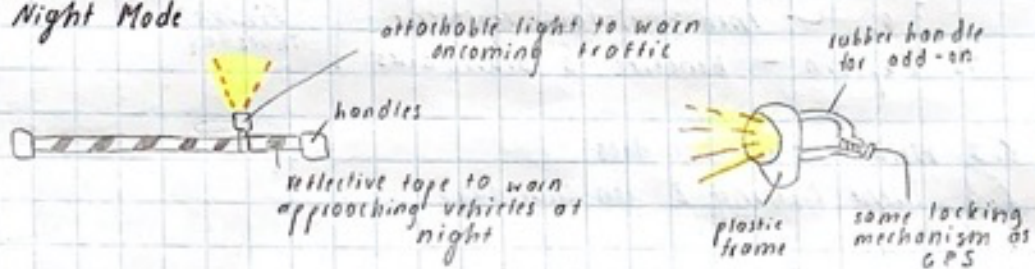 Night Mode
attachable light to warn
oncoming traffic
handles
reflective tape to warn
approaching vehicles at
night
rubber handle
for add-on
plastic
frame
same locking
mechanism as
GPS